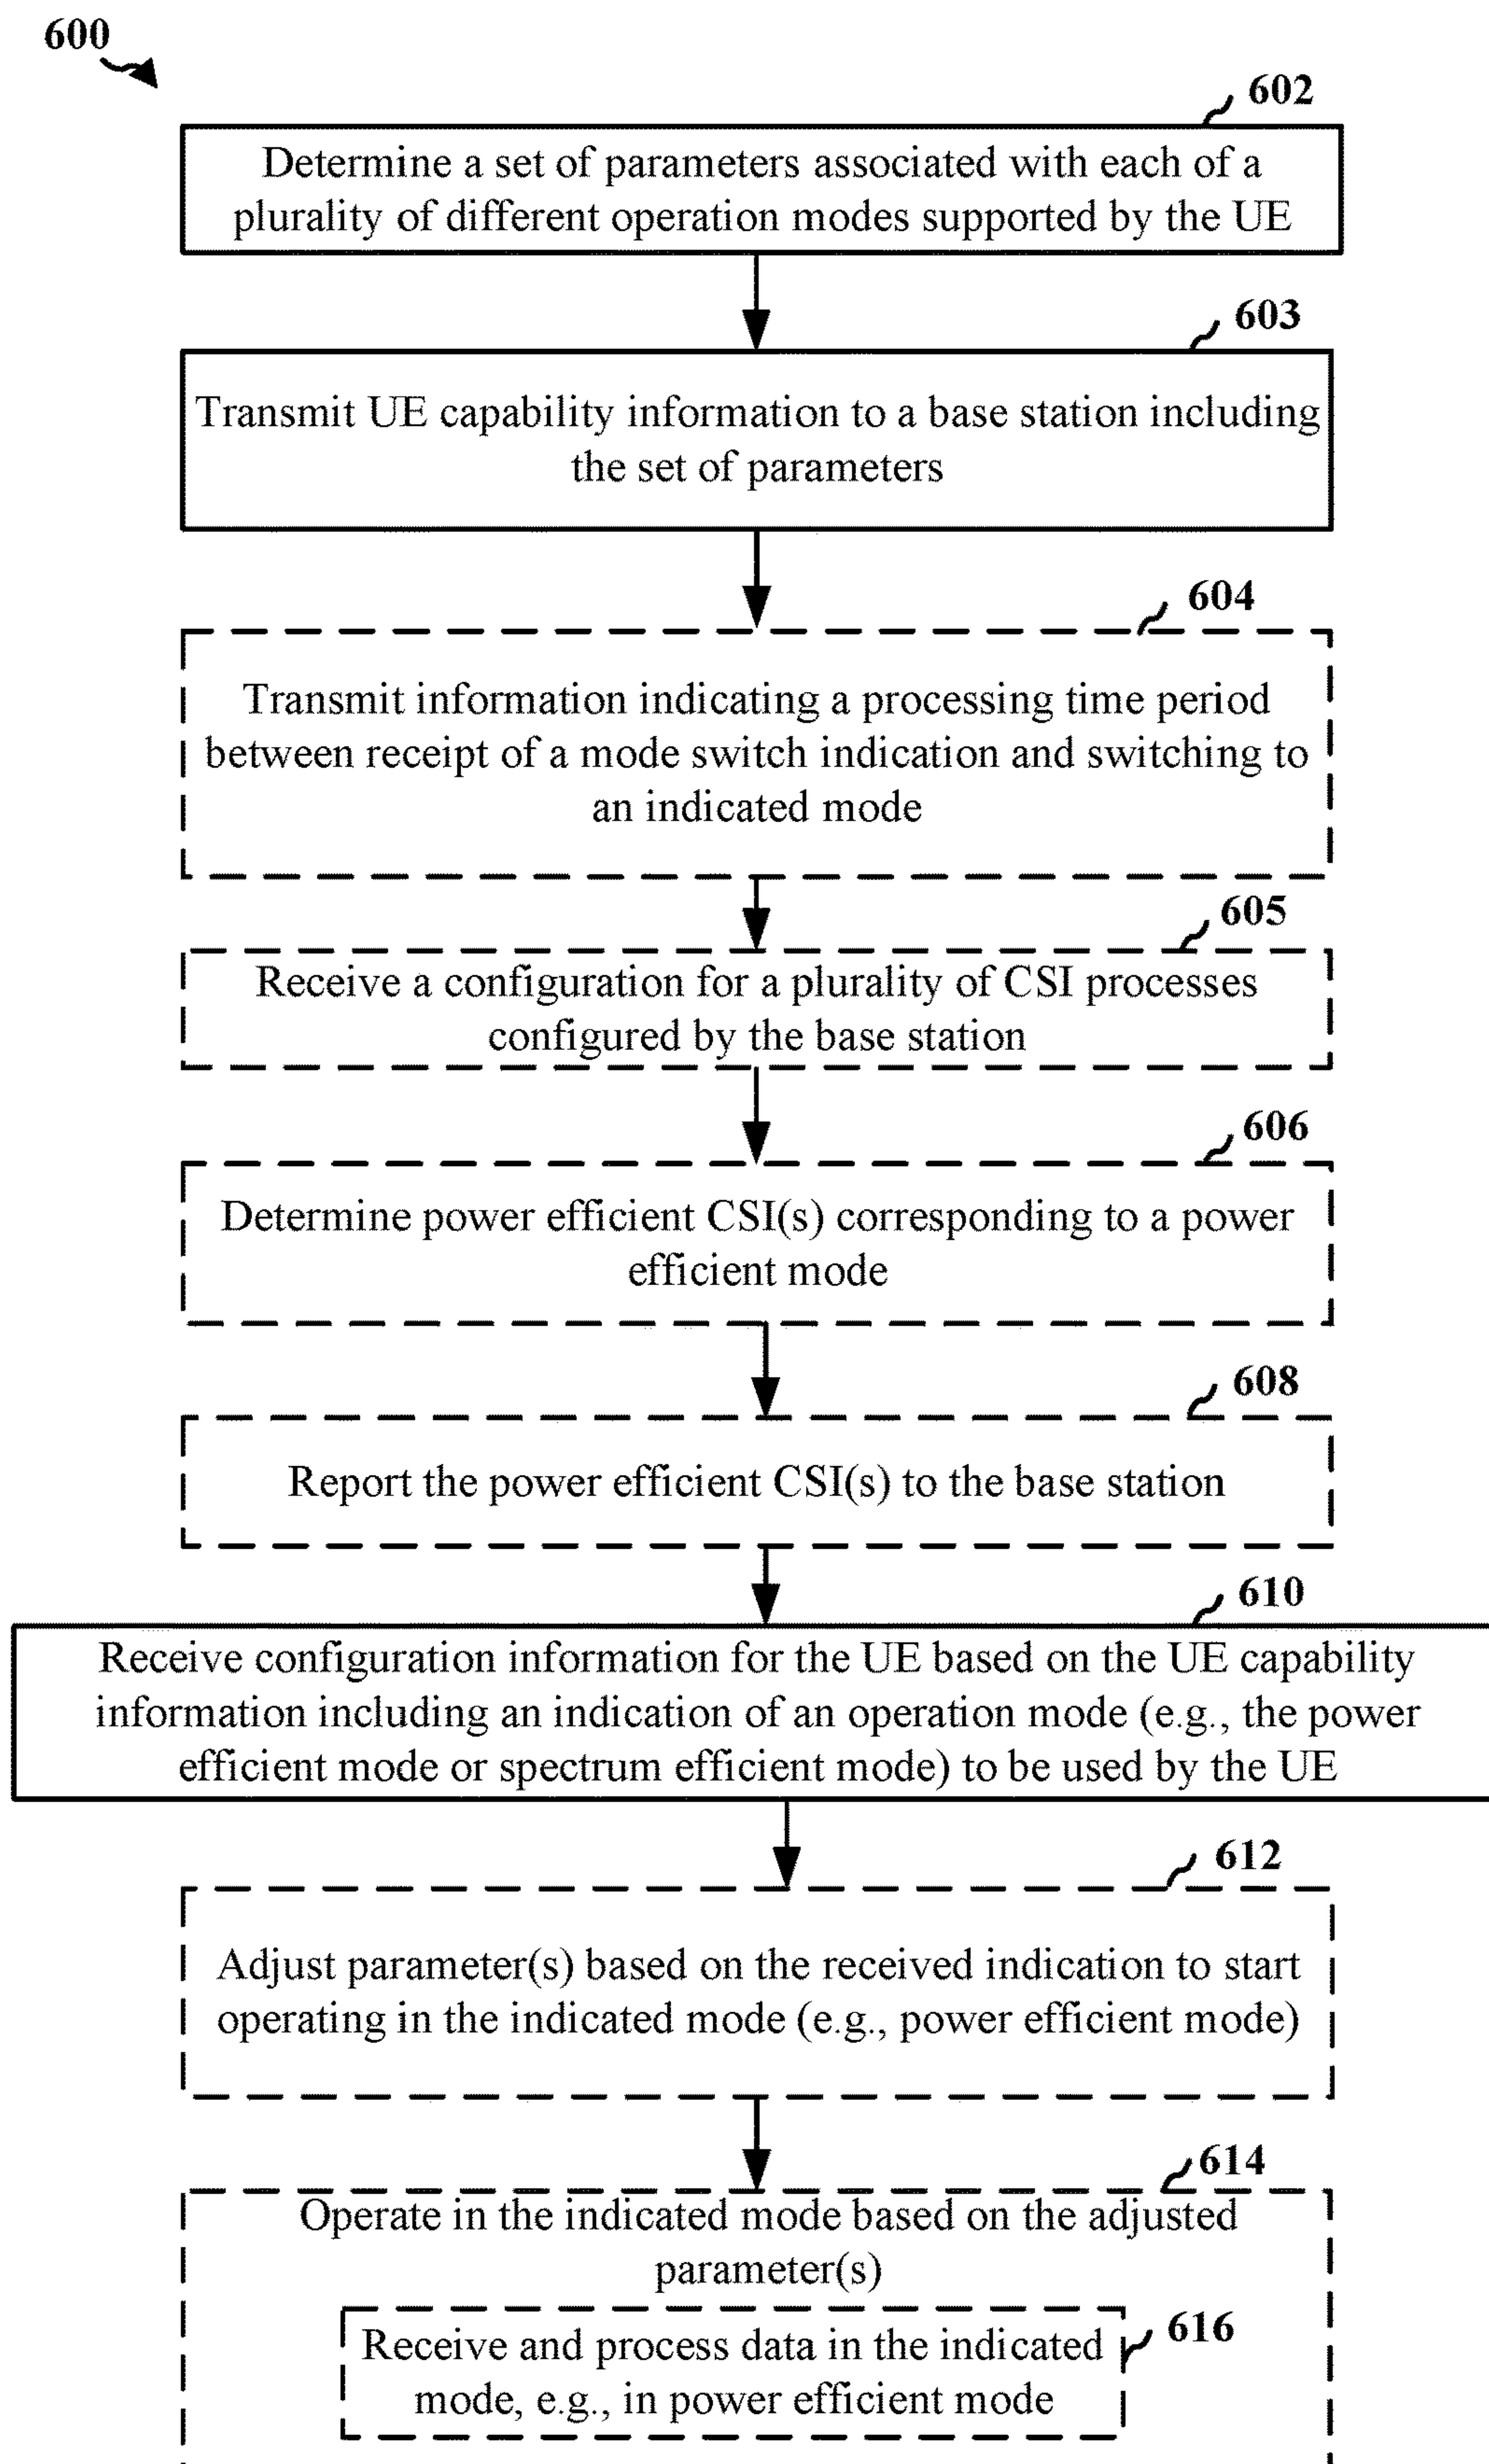 600
602
Determine a set of parameters associated with each of a
plurality of different operation modes supported by the UE
603
Transmit UE capability information to a base station including
the set of parameters
604
Transmit information indicating a processing time period
between receipt of a mode switch indication and switching to
an indicated mode
605
Receive a configuration for a plurality of CSI processes
configured by the base station
606
Determine power efficient CSI(s) corresponding to a power
efficient mode
608
Report the power efficient CSI(s) to the base station
610
Receive configuration information for the UE based on the UE capability
information including an indication of an operation mode (e.g., the power
efficient mode or spectrum efficient mode) to be used by the UE
612
Adjust parameter(s) based on the received indication to start
operating in the indicated mode (e.g., power efficient mode)
614
Operate in the indicated mode based on the adjusted
parameter(s)
616
Receive and process data in the indicated
mode, e.g., in power efficient mode